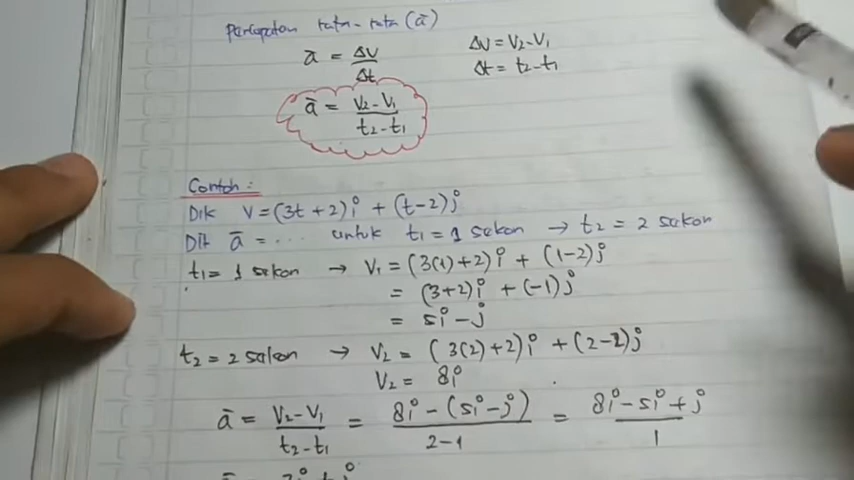 Percepatan rata-rata (ā)
ā = ΔV/Δt
ΔV = V₂ - V₁
Δt = t₂ - t₁
ā = (V₂ - V₁)/(t₂ - t₁)
Contoh :-
Dik V = (3t + 2)i + (t - 2)j
Dit ā = ... untuk t₁ = 1 sekon → t₂ = 2 sekon
t₁ = 1 sekon → V₁ = (3(1) + 2)i + (1 - 2)j
= (3 + 2)i + (-1)j
= 5i - j
t₂ = 2 sekon → V₂ = (3(2) + 2)i + (2 - 2)j
V₂ = 8i
ā = (V₂ - V₁)/(t₂ - t₁) = (8i - (5i - j))/(2 - 1) = (8i - 5i + j)/1